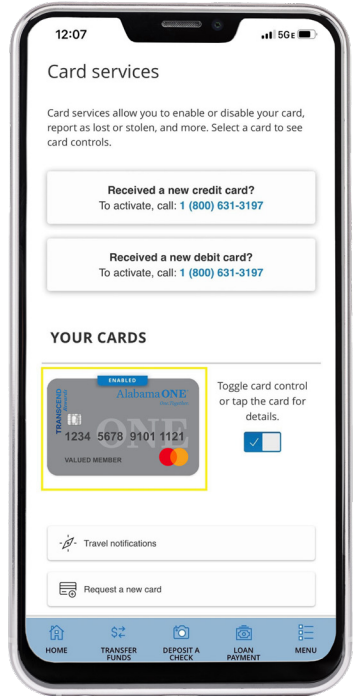 12:07
5GE
Card services
Card services allow you to enable or disable your card,
report as lost or stolen, and more. Select a card to see
card controls.
Received a new credit card?
To activate, call: 1 (800) 631-3197
Received a new debit card?
To activate, call: 1 (800) 631-3197
YOUR CARDS
ENABLED
TRANSCEND
Alabama ONE
ONE
1234 5678 9101 1121
VALUED MEMBER
Toggle card control
or tap the card for
details.
Travel notifications
Request a new card
HOME
TRANSFER
FUNDS
DEPOSIT A
CHECK
LOAN
PAYMENT
MENU